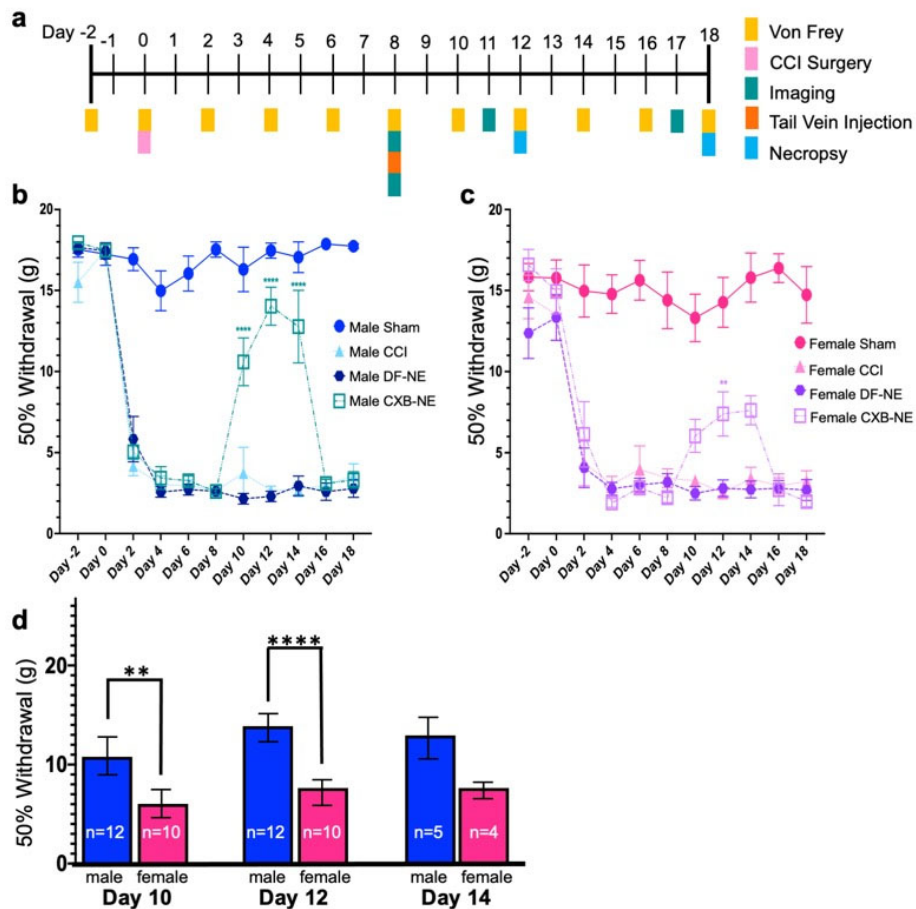 a
Day -2 -1 0 1 2 3 4 5 6 7 8 9 10 11 12 13 14 15 16 17 18
Von Frey
CCI Surgery
Imaging
Tail Vein Injection
Necropsy
b
50% Withdrawal (g)
20
15
10
5
0
**** **** ****
Male Sham
Male CCI
Male DF-NE
Male CXB-NE
Day -2 Day 0 Day 2 Day 4 Day 6 Day 8 Day 10 Day 12 Day 14 Day 16 Day 18
c
50% Withdrawal (g)
20
15
10
5
0
**
Female Sham
Female CCI
Female DF-NE
Female CXB-NE
Day -2 Day 0 Day 2 Day 4 Day 6 Day 8 Day 10 Day 12 Day 14 Day 16 Day 18
d
50% Withdrawal (g)
20
10
0
** ****
n=12 n=10 n=12 n=10 n=5 n=4
male female male female male female
Day 10 Day 12 Day 14